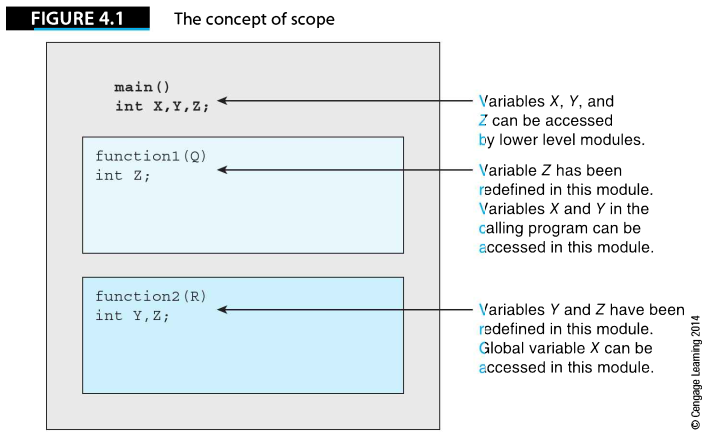 FIGURE 4.1 The concept of scope
main()
int X,Y,Z;
Variables X, Y, and
Z can be accessed
by lower level modules.
function1(Q)
int Z;
Variable Z has been
redefined in this module.
Variables X and Y in the
calling program can be
accessed in this module.
function2(R)
int Y,Z;
Variables Y and Z have been
redefined in this module.
Global variable X can be
accessed in this module.
© Cengage Learning 2014